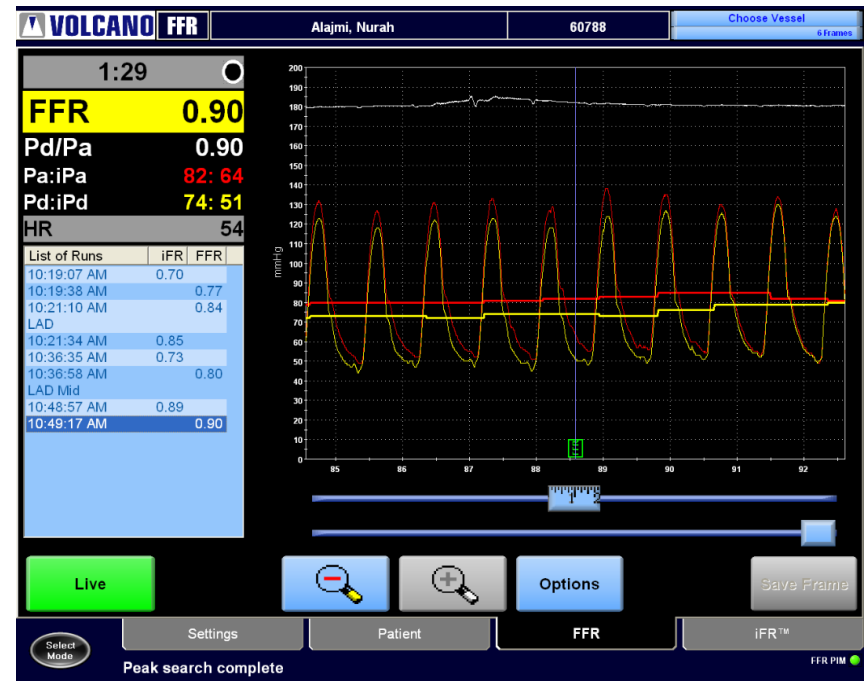 VOLCANO FFR Alajmi, Nurah 60788 Choose Vessel
6 Frames
1:29
FFR 0.90
Pd/Pa 0.90
Pa:iPa 82: 64
Pd:iPd 74: 51
HR 54
List of Runs iFR FFR
10:19:07 AM 0.70
10:19:38 AM 0.77
10:21:10 AM 0.84
LAD
10:21:34 AM 0.85
10:36:35 AM 0.73
10:36:58 AM 0.80
LAD Mid
10:48:57 AM 0.89
10:49:17 AM 0.90
mmHg
200
190
180
170
160
150
140
130
120
110
100
90
80
70
60
50
40
30
20
10
0
85 86 87 88 89 90 91 92
1 2
Live Options Save Frame
Settings Patient FFR iFR™
Select
Mode
Peak search complete
FFR PIM